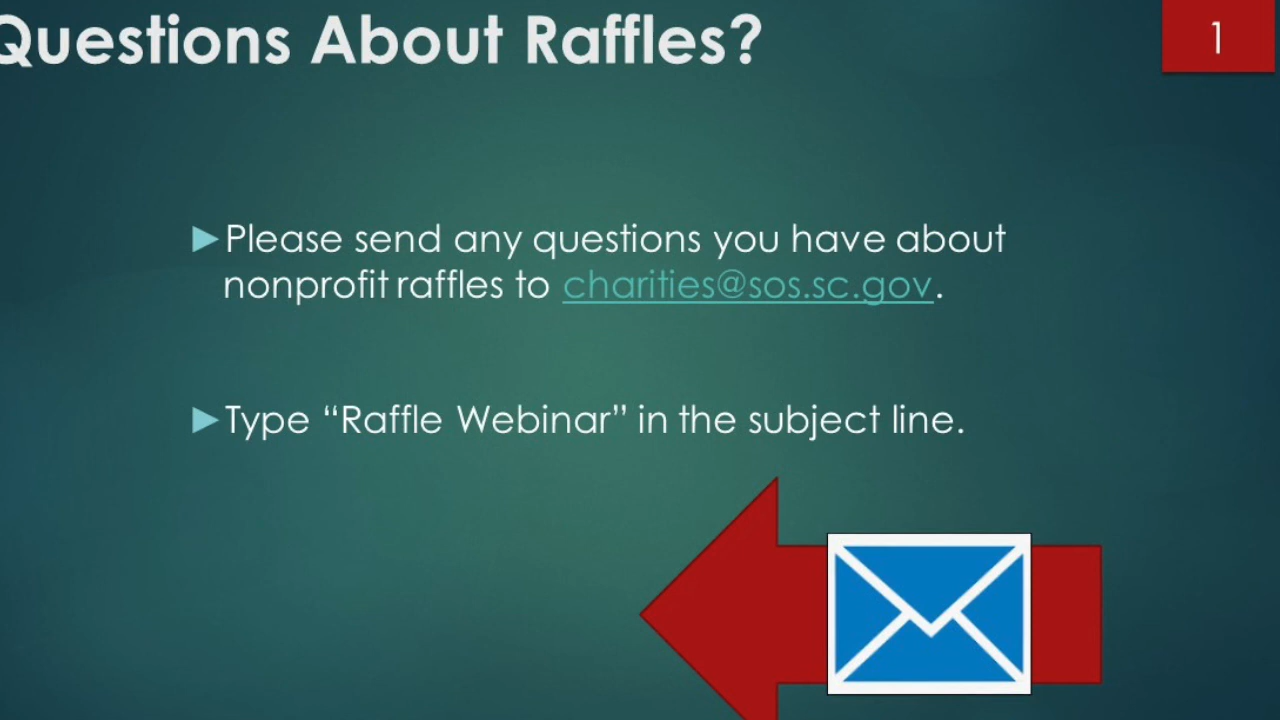 Questions About Raffles?
1
Please send any questions you have about
nonprofit raffles to charities@sos.sc.gov.
Type “Raffle Webinar” in the subject line.